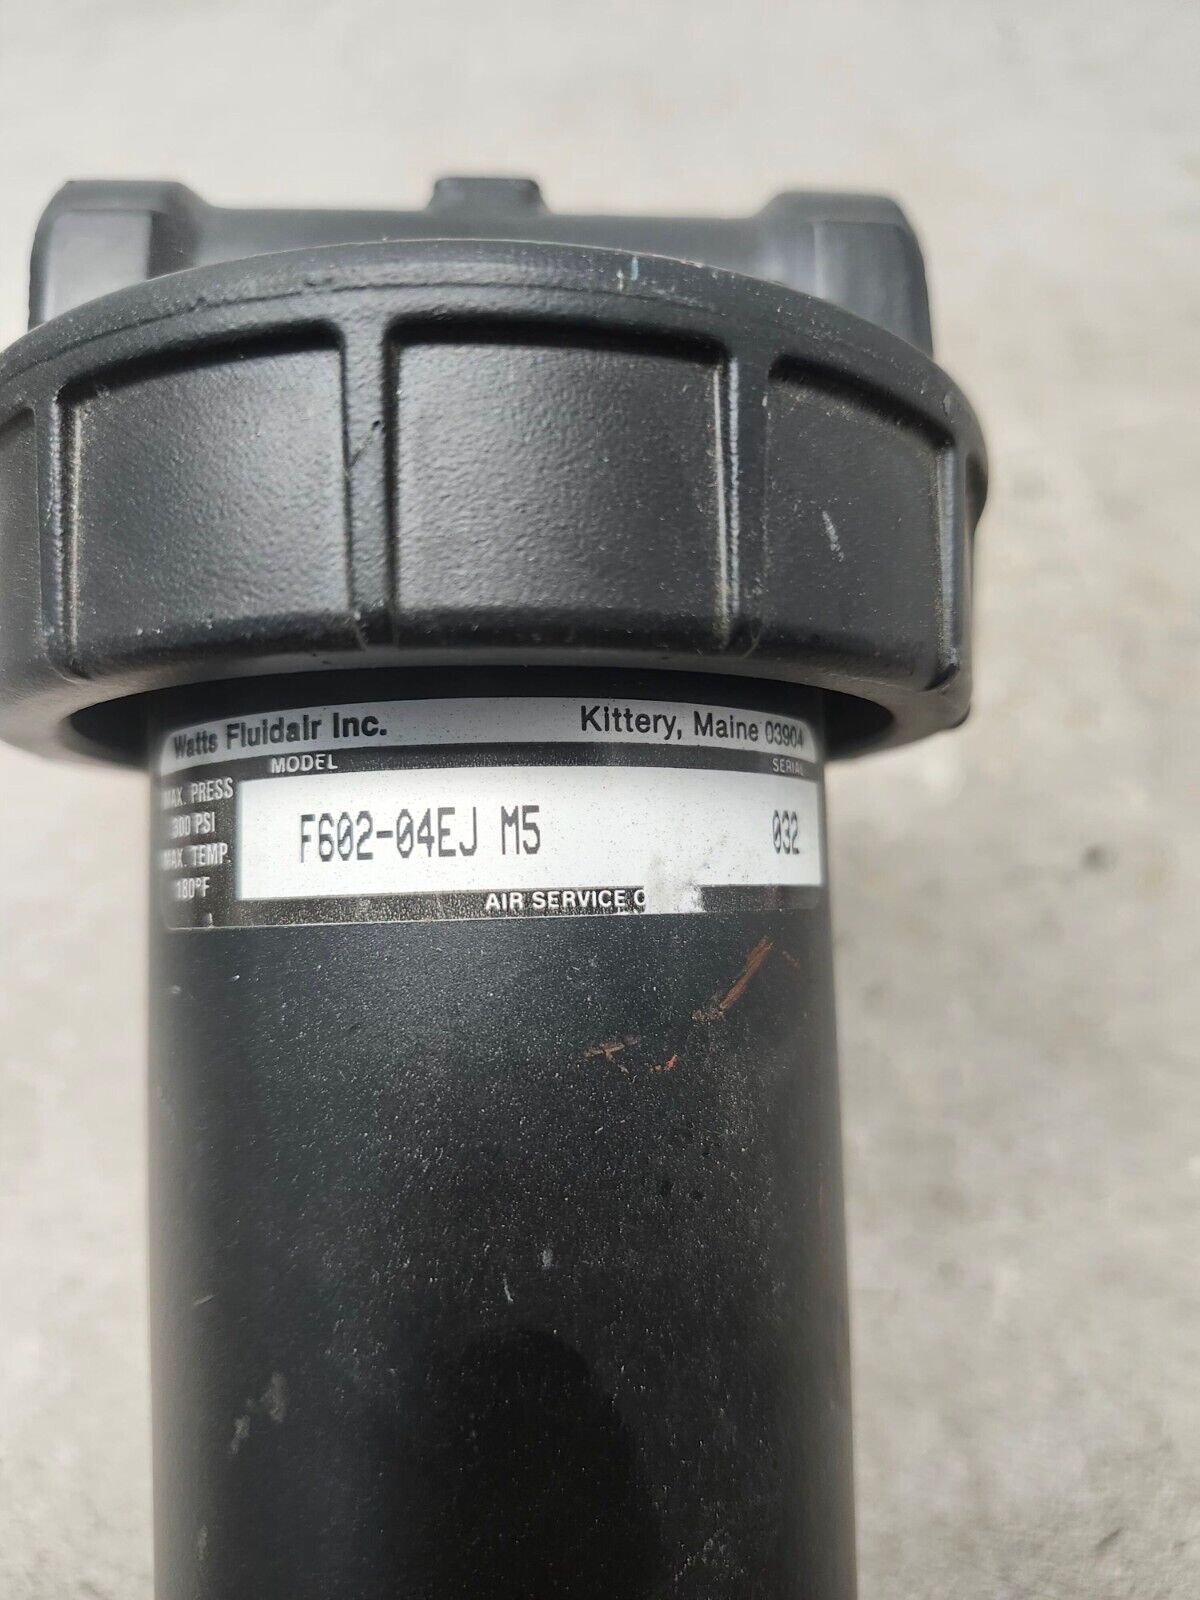 Watts Fluidair Inc. Kittery, Maine 03904
MODEL SERIAL
MAX. PRESS
300 PSI
MAX. TEMP
180°F
F602-04EJ M5 032
AIR SERVICE